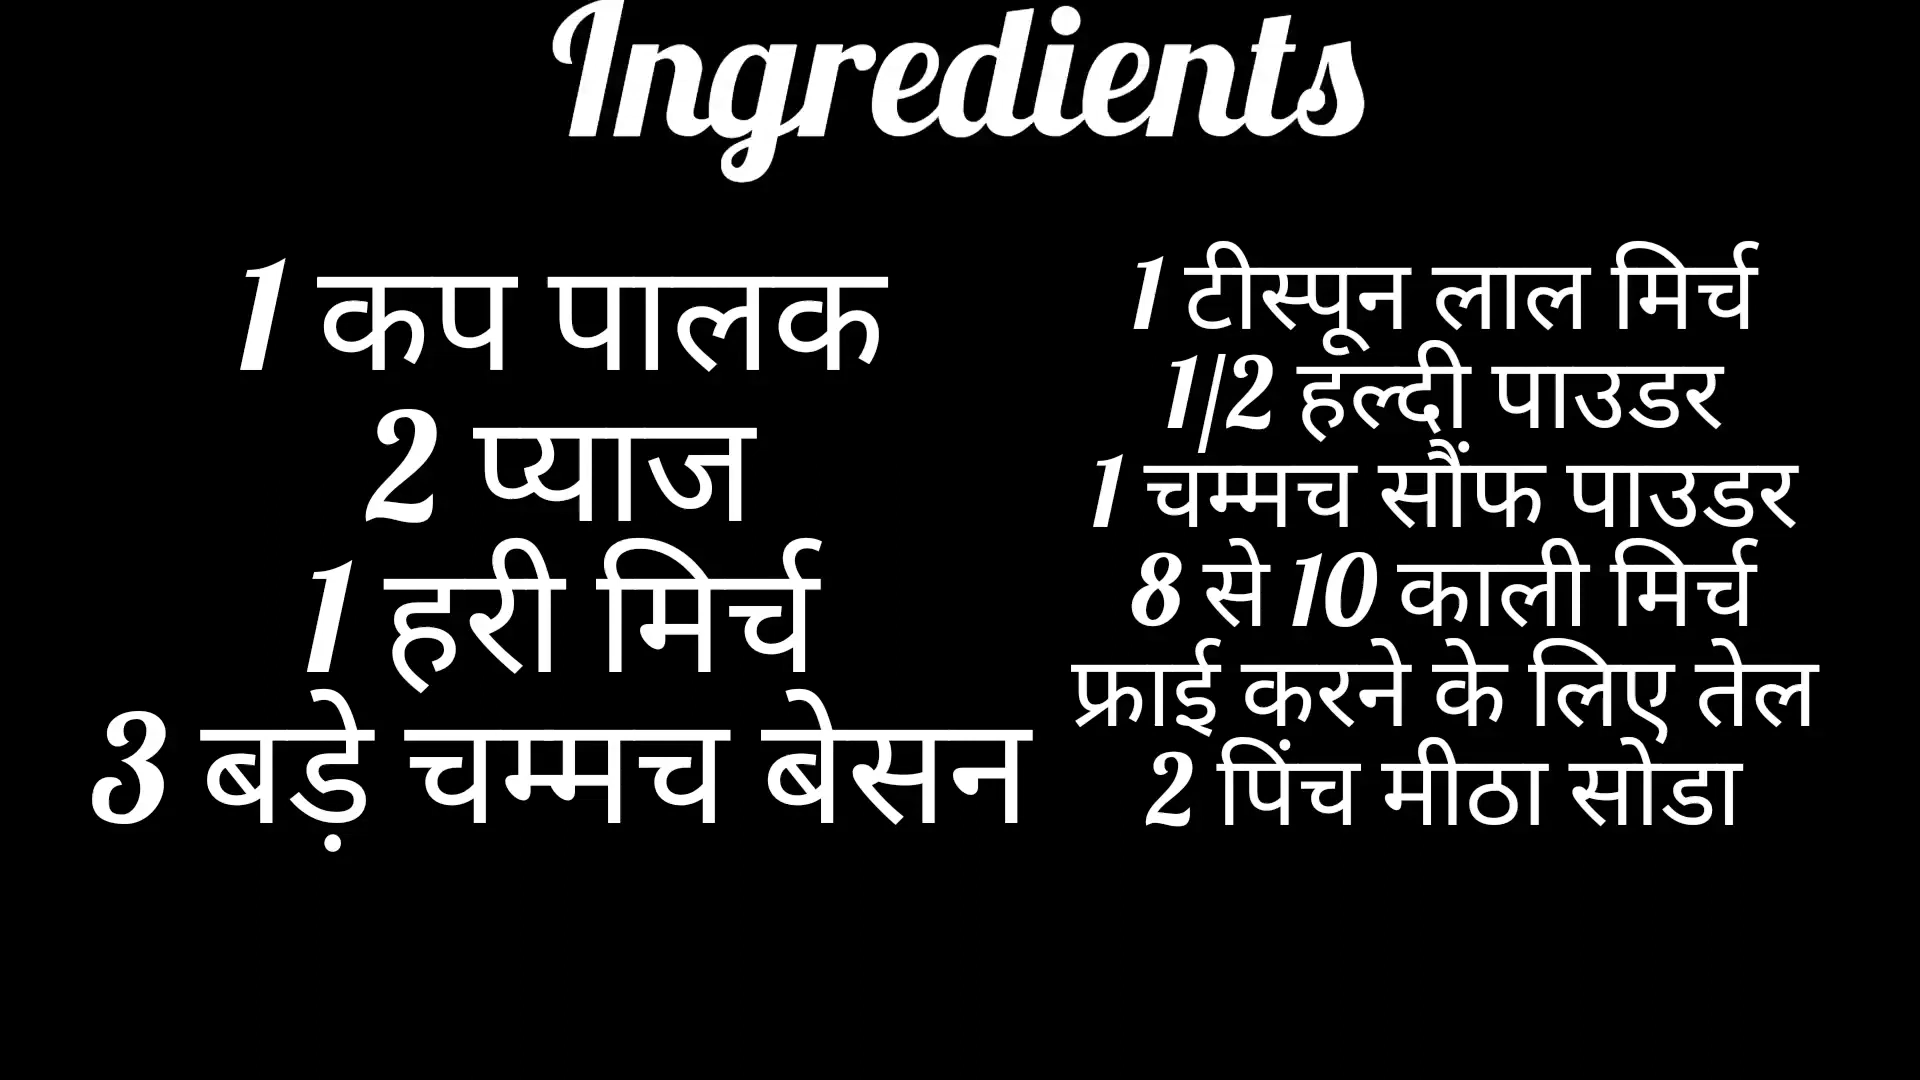 Ingredients
1 कप पालक
2 प्याज
1 हरी मिर्च
3 बड़े चम्मच बेसन
1 टीस्पून लाल मिर्च
1/2 हल्दी पाउडर
1 चम्मच सौंफ पाउडर
8 से 10 काली मिर्च
फ्राई करने के लिए तेल
2 पिंच मीठा सोडा